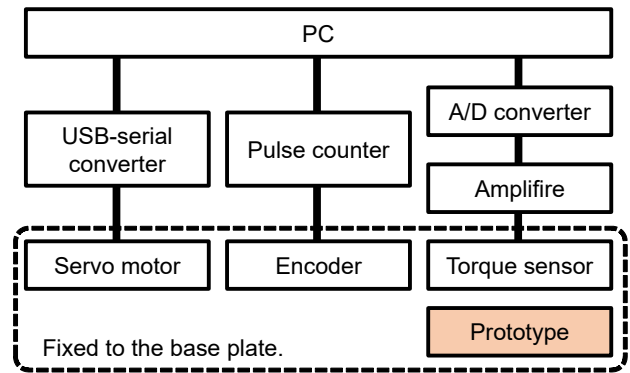 PC
USB-serial
converter
Pulse counter
A/D converter
Amplifire
Servo motor
Encoder
Torque sensor
Prototype
Fixed to the base plate.